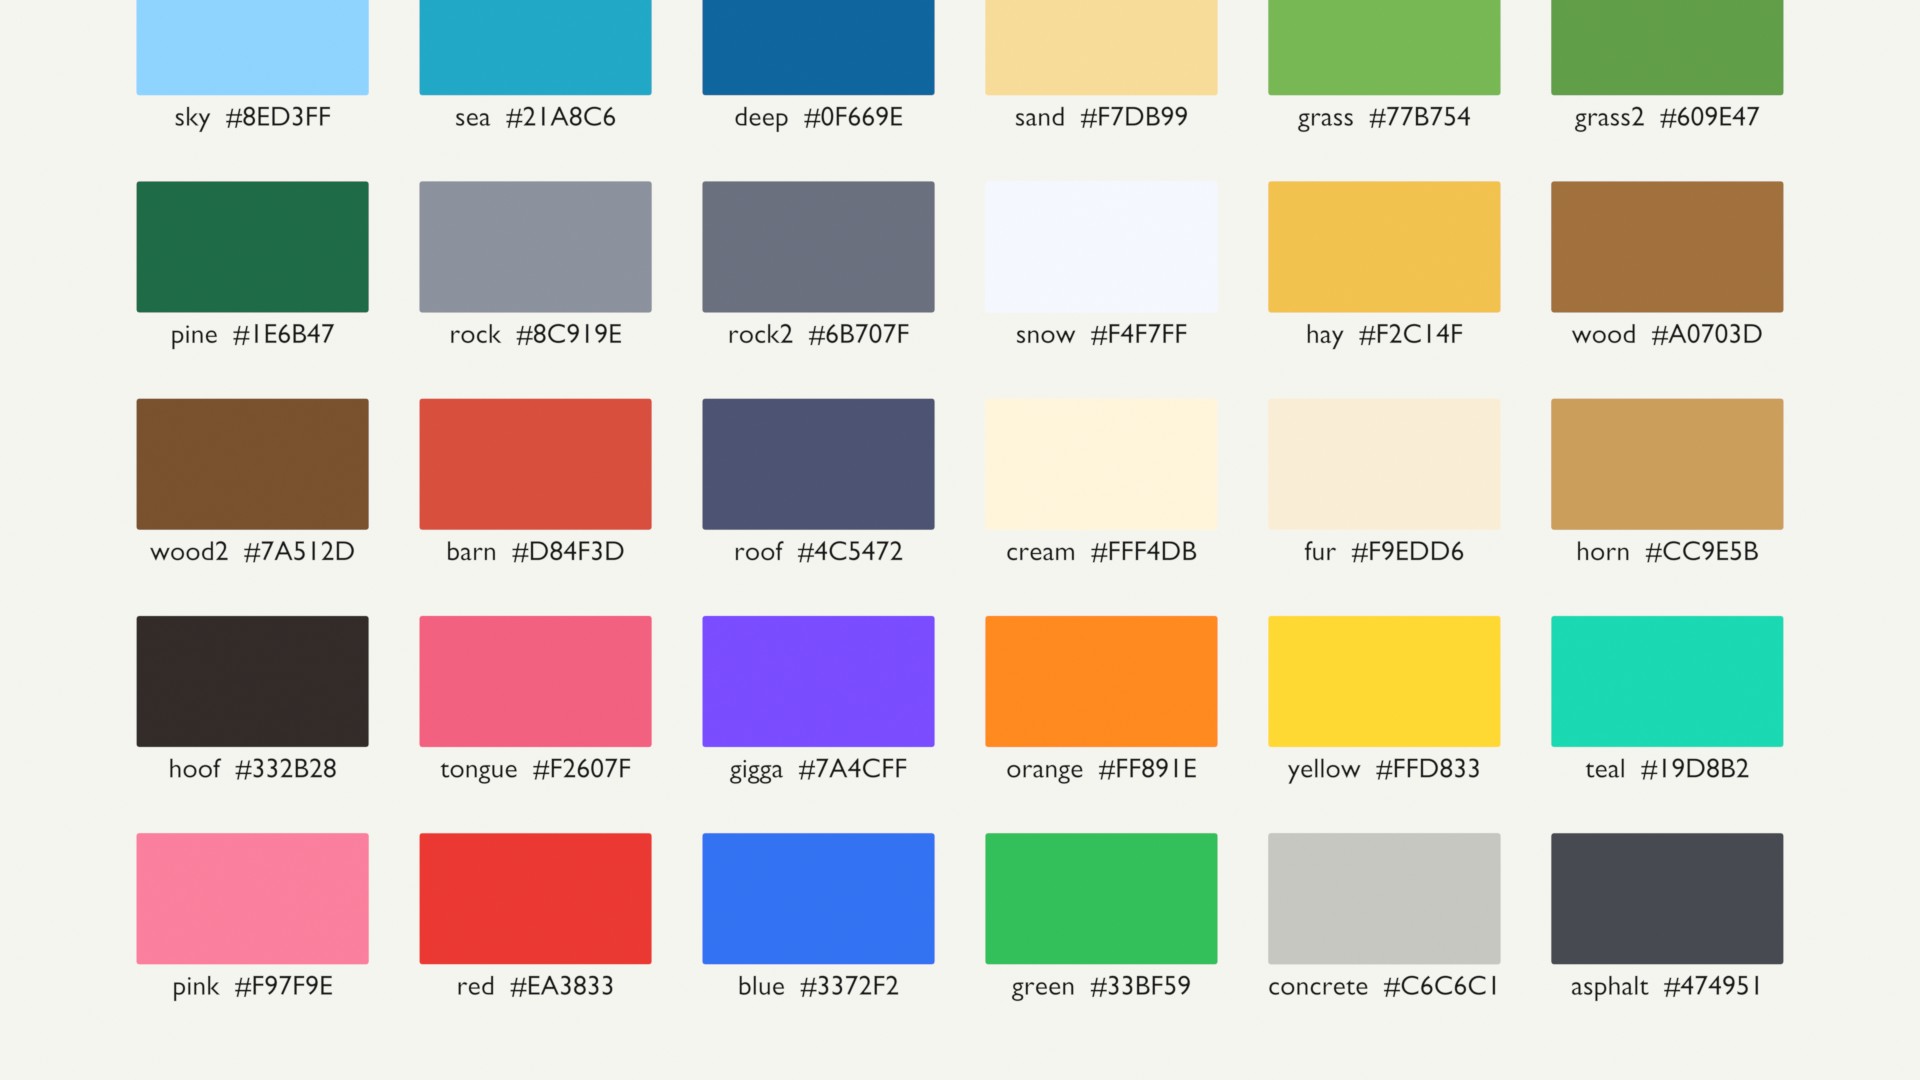 sky #8ED3FF
sea #21A8C6
deep #0F669E
sand #F7DB99
grass #77B754
grass2 #609E47
pine #1E6B47
rock #8C919E
rock2 #6B707F
snow #F4F7FF
hay #F2C14F
wood #A0703D
wood2 #7A512D
barn #D84F3D
roof #4C5472
cream #FFF4DB
fur #F9EDD6
horn #CC9E5B
hoof #332B28
tongue #F2607F
gigga #7A4CFF
orange #FF891E
yellow #FFD833
teal #19D8B2
pink #F97F9E
red #EA3833
blue #3372F2
green #33BF59
concrete #C6C6C1
asphalt #474951